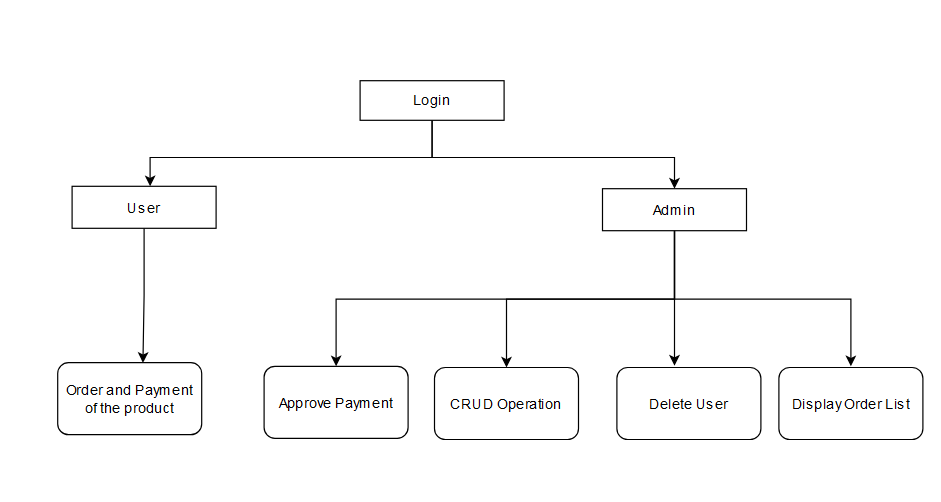 Login
User
Admin
Order and Payment
of the product
Approve Payment
CRUD Operation
Delete User
Display Order List